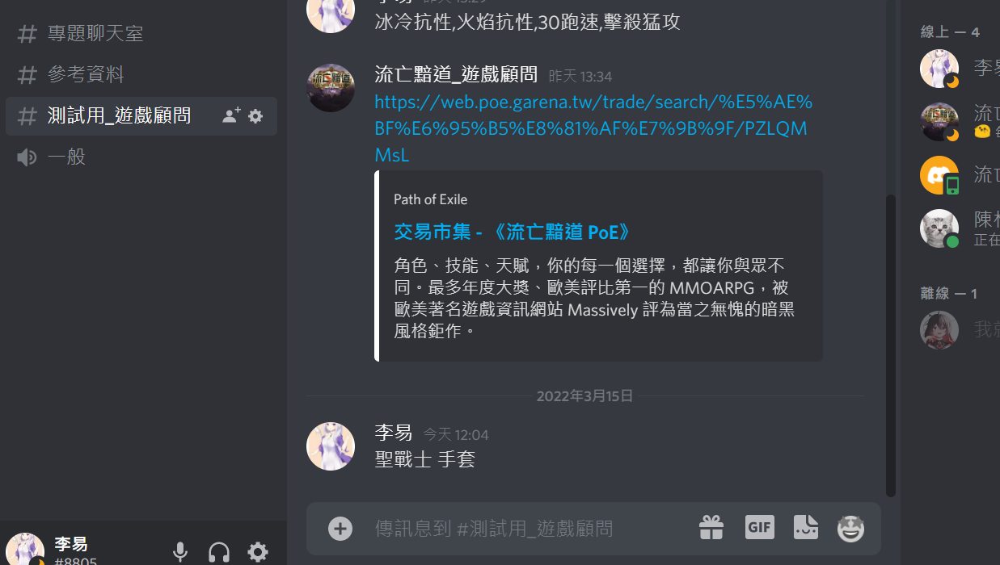 專題聊天室
參考資料
測試用_遊戲顧問
一般
李易
#8805
李易 昨天 13:29
冰冷抗性,火焰抗性,30跑速,擊殺猛攻
流亡黯道_遊戲顧問 昨天 13:34
https://web.poe.garena.tw/trade/search/%E5%AE%
BF%E6%95%B5%E8%81%AF%E7%9B%9F/PZLQM
MsL
Path of Exile
交易市集 - 《流亡黯道 PoE》
角色、技能、天賦，你的每一個選擇，都讓你與眾不
同。最多年度大獎、歐美評比第一的 MMOARPG，被
歐美著名遊戲資訊網站 Massively 評為當之無愧的暗黑
風格鉅作。
2022年3月15日
李易 今天 12:04
聖戰士 手套
傳訊息到 #測試用_遊戲顧問
GIF
線上 — 4
李
流
流
陳
正在
離線 — 1
我